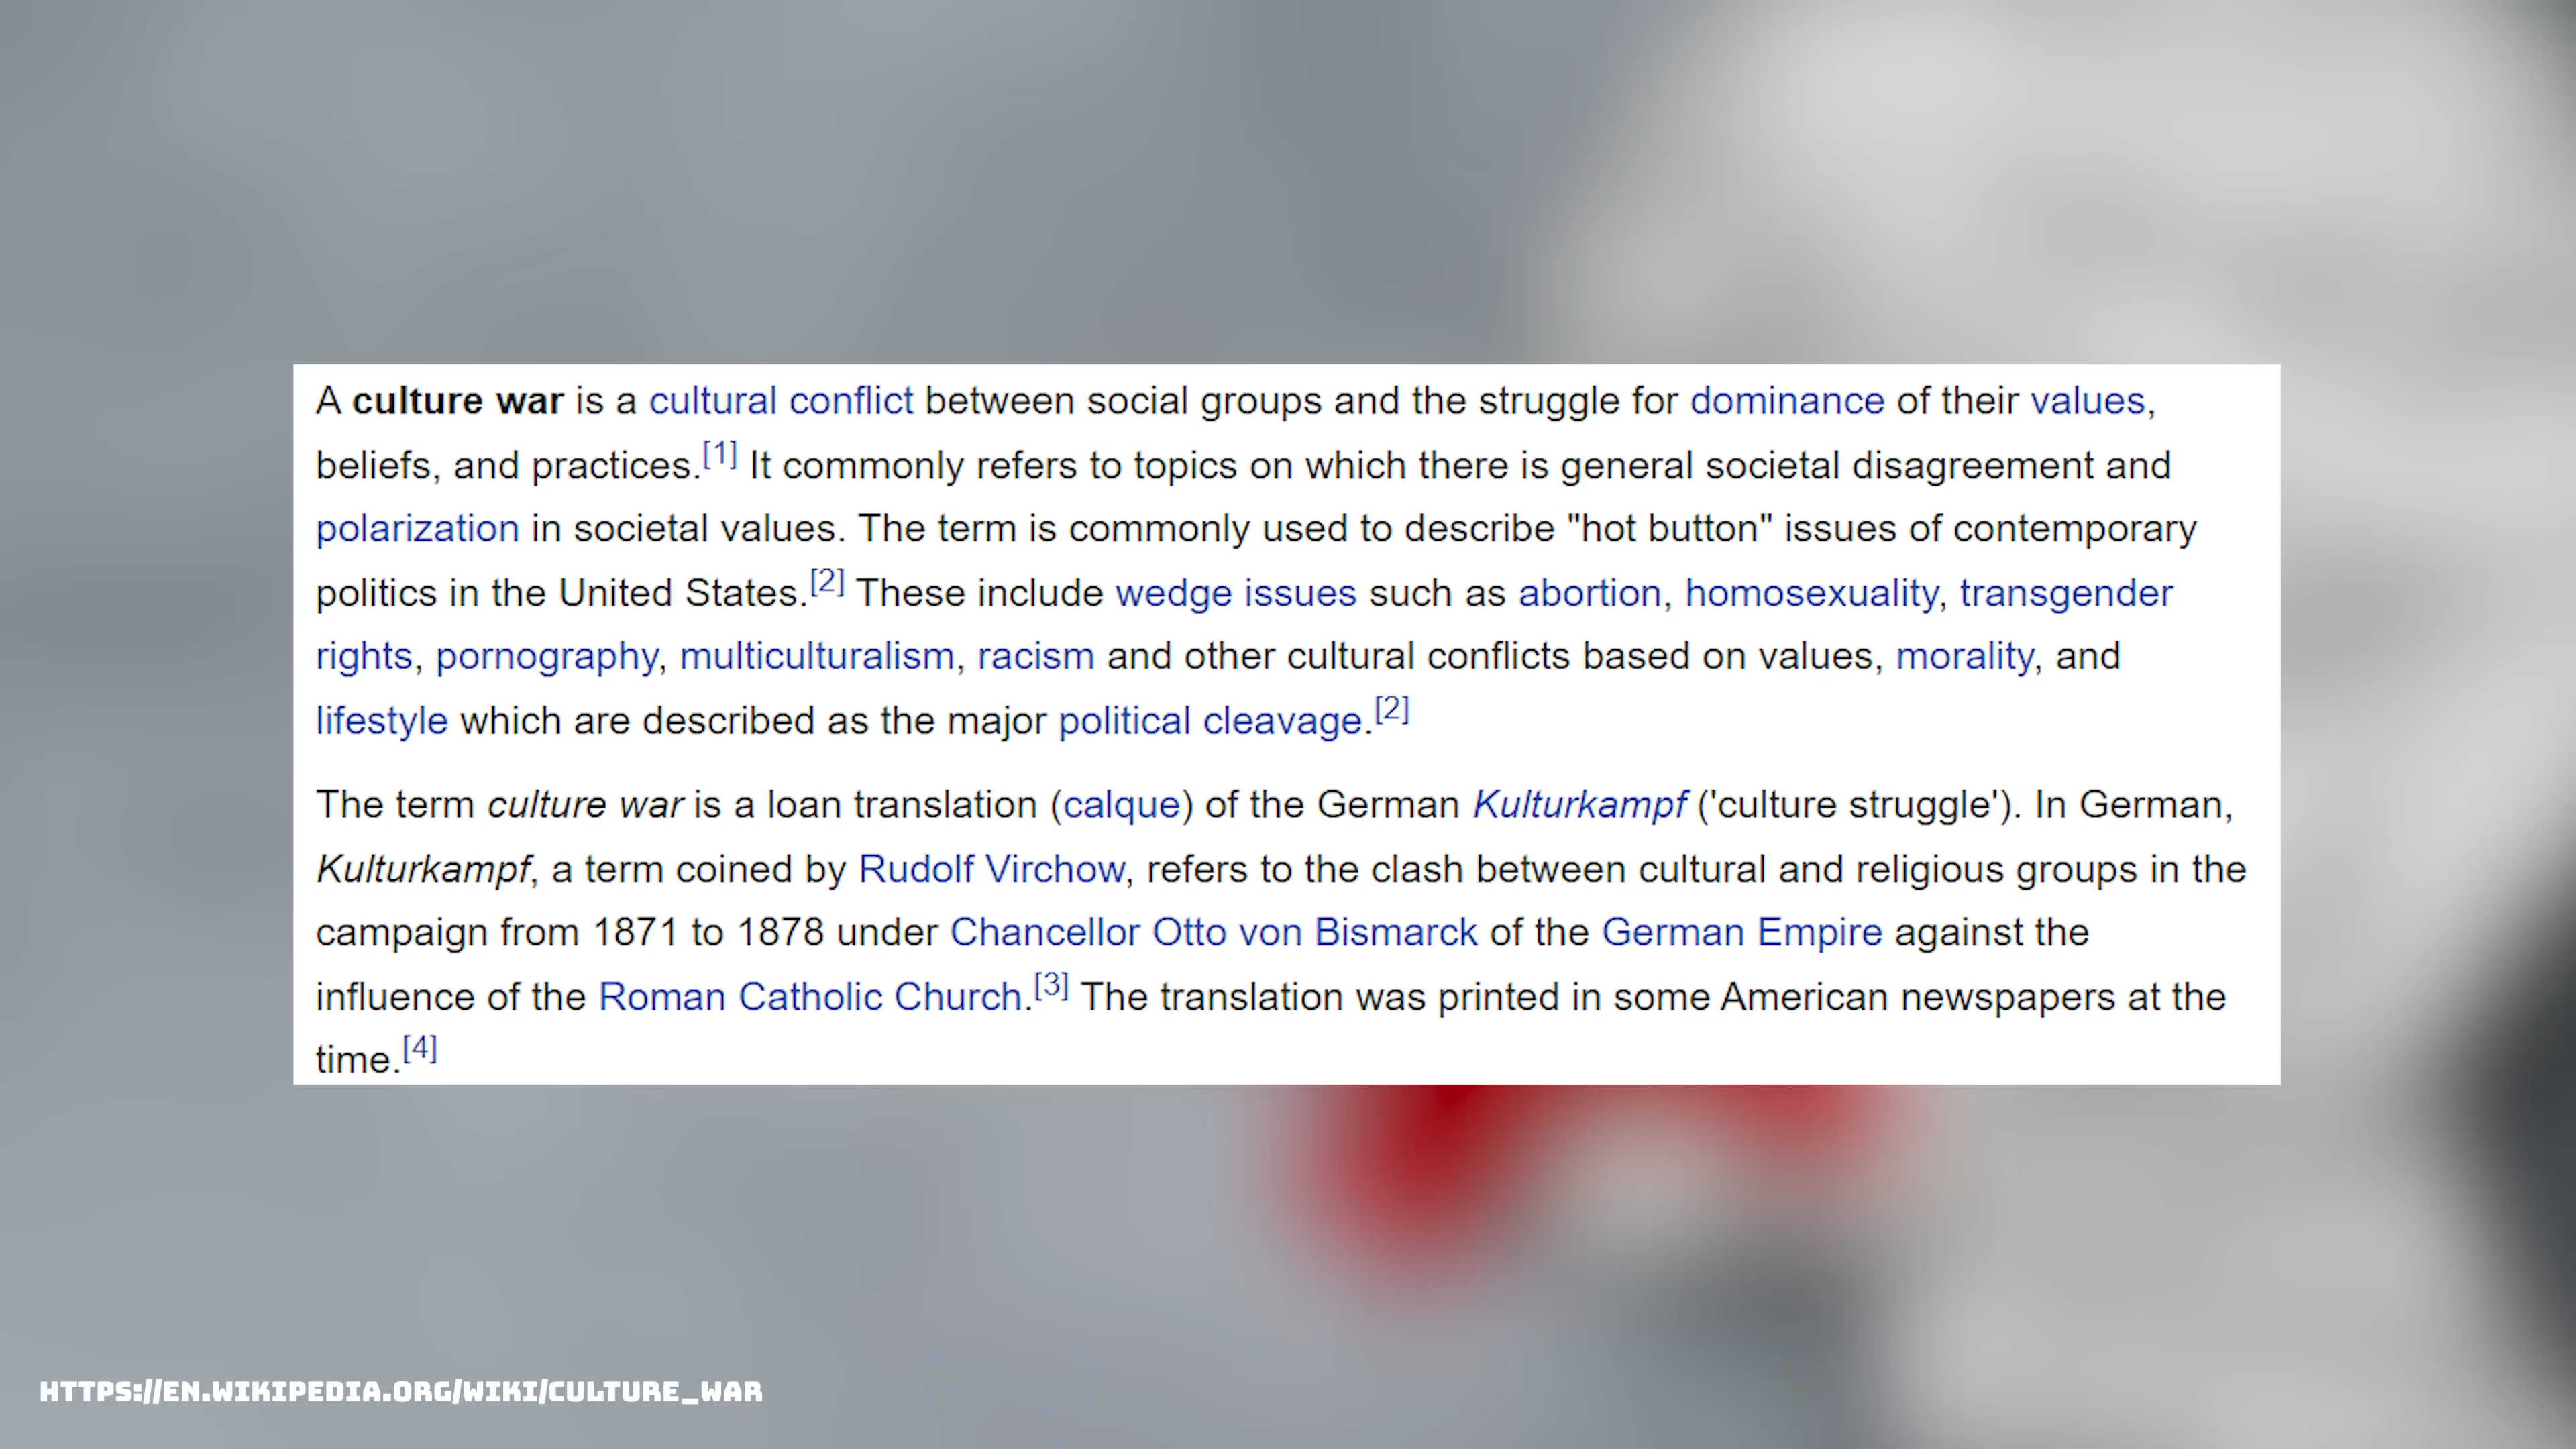 A culture war is a cultural conflict between social groups and the struggle for dominance of their values,
beliefs, and practices.[1] It commonly refers to topics on which there is general societal disagreement and
polarization in societal values. The term is commonly used to describe "hot button" issues of contemporary
politics in the United States.[2] These include wedge issues such as abortion, homosexuality, transgender
rights, pornography, multiculturalism, racism and other cultural conflicts based on values, morality, and
lifestyle which are described as the major political cleavage.[2]
The term culture war is a loan translation (calque) of the German Kulturkampf ('culture struggle'). In German,
Kulturkampf, a term coined by Rudolf Virchow, refers to the clash between cultural and religious groups in the
campaign from 1871 to 1878 under Chancellor Otto von Bismarck of the German Empire against the
influence of the Roman Catholic Church.[3] The translation was printed in some American newspapers at the
time.[4]
HTTPS://EN.WIKIPEDIA.ORG/WIKI/CULTURE_WAR